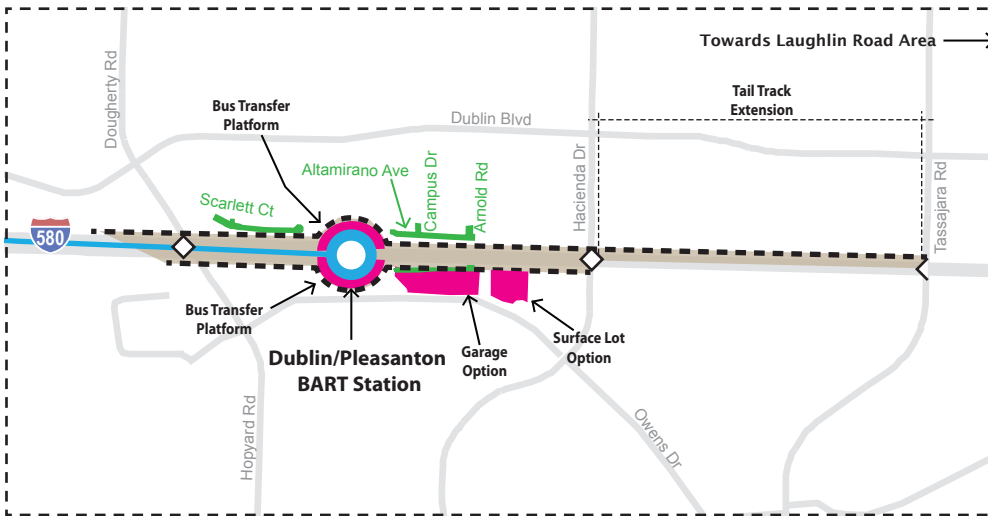 Towards Laughlin Road Area
Dougherty Rd
Tail Track
Extension
Bus Transfer
Platform
Dublin Blvd
Altamirano Ave
Campus Dr
Arnold Rd
Hacienda Dr
Tassajara Rd
Scarlett Ct
580
Bus Transfer
Platform
Dublin/Pleasanton
BART Station
Garage
Option
Surface Lot
Option
Hopyard Rd
Owens Dr